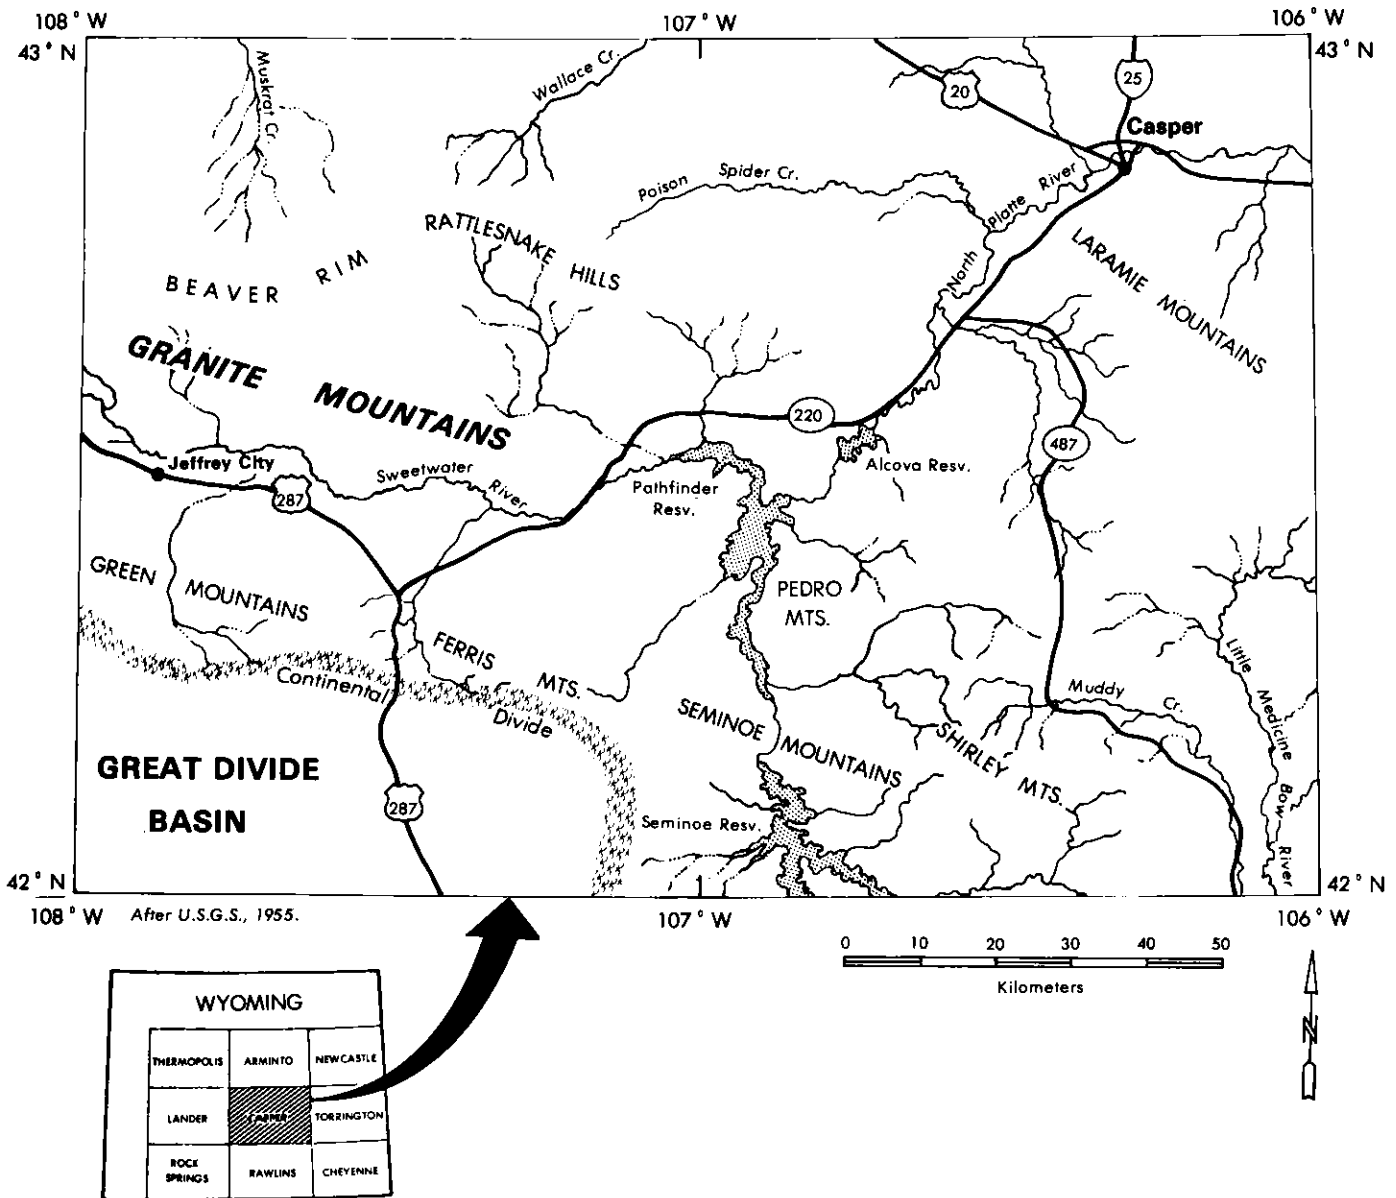 108° W
107° W
106° W
43° N
43° N
Muskrat Cr.
Wallace Cr.
20
25
Casper
Poison Spider Cr.
North Platte River
RATTLESNAKE HILLS
LARAMIE MOUNTAINS
BEAVER RIM
GRANITE MOUNTAINS
220
487
Jeffrey City
287
Sweetwater River
Pathfinder
Resv.
Alcova Resv.
GREEN MOUNTAINS
PEDRO
MTS.
FERRIS MTS.
Continental Divide
Little Medicine Bow River
Muddy Cr.
SEMINOE MOUNTAINS
SHIRLEY MTS.
GREAT DIVIDE
BASIN
287
Seminoe Resv.
42° N
42° N
108° W
After U.S.G.S., 1955.
107° W
106° W
0 10 20 30 40 50
Kilometers
N
WYOMING
THERMOPOLIS ARMINTO NEWCASTLE
LANDER CASPER TORRINGTON
ROCK
SPRINGS RAWLINS CHEYENNE